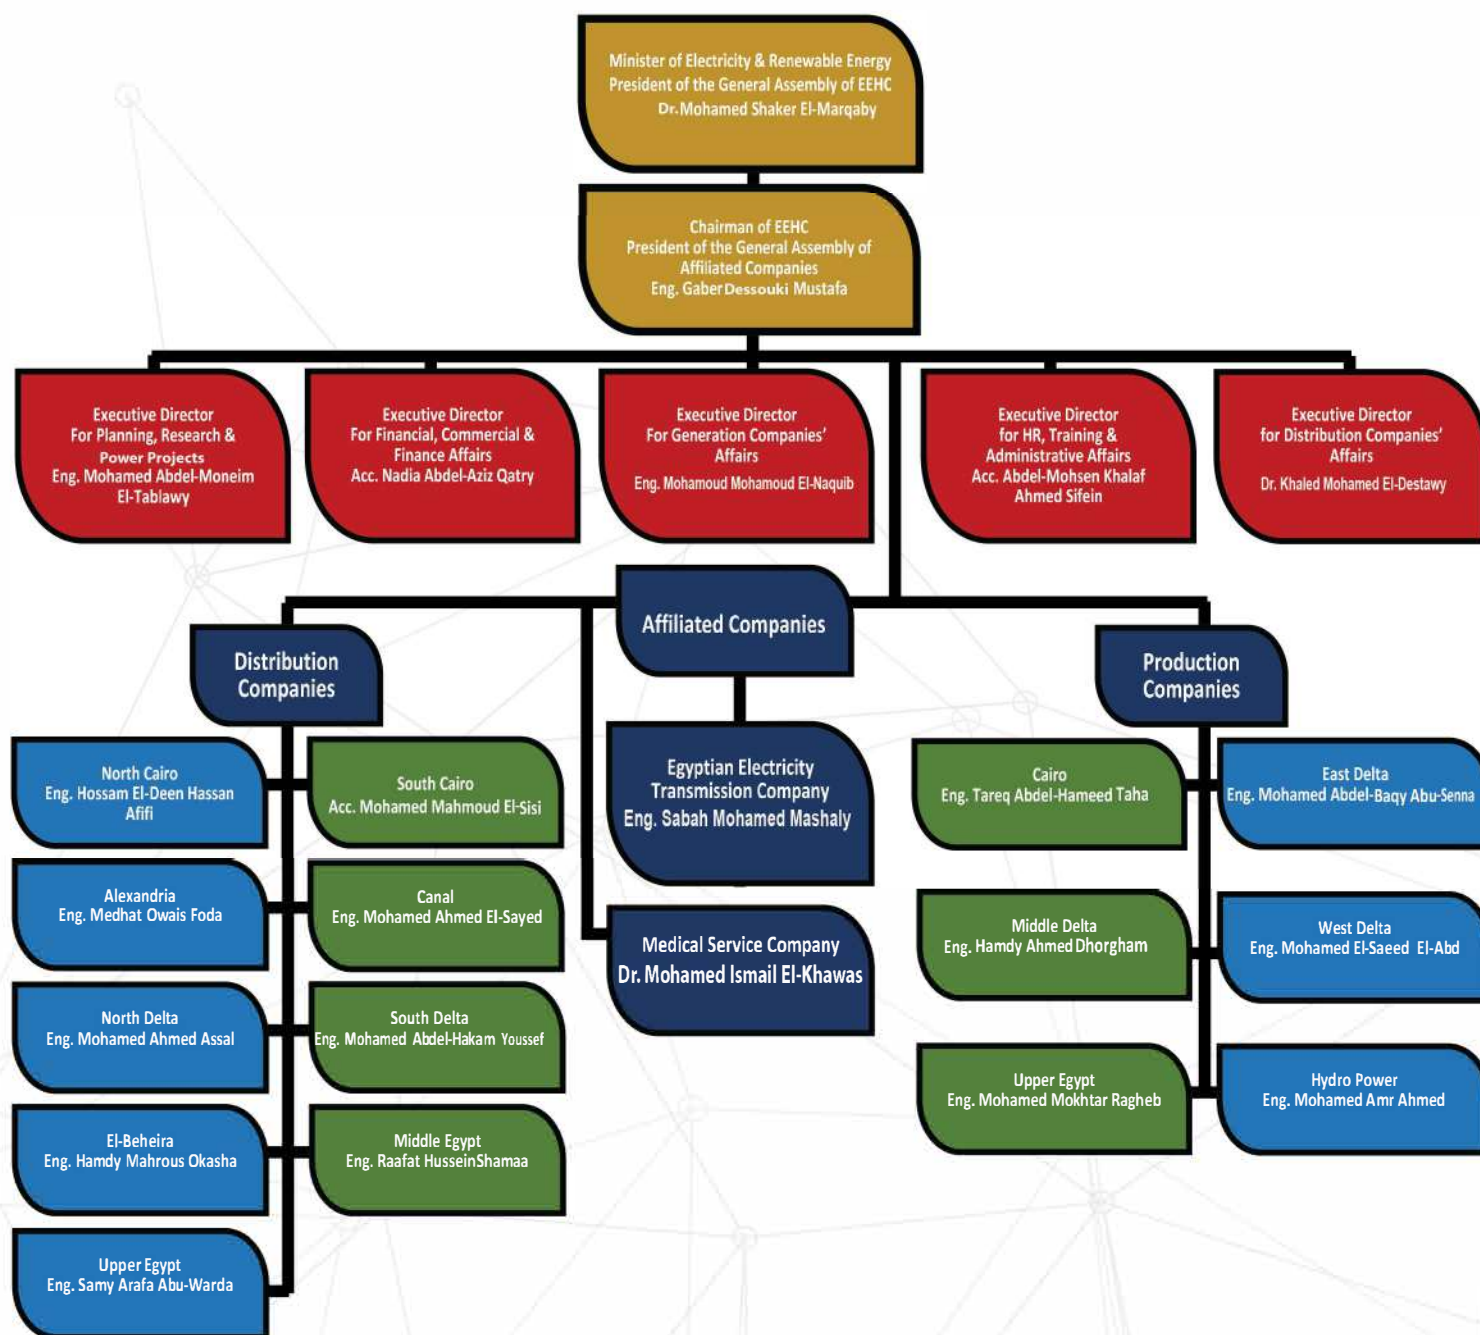 Minister of Electricity & Renewable Energy
President of the General Assembly of EEHC
Dr. Mohamed Shaker El-Marqaby
Chairman of EEHC
President of the General Assembly of
Affiliated Companies
Eng. Gaber Dessouki Mustafa
Executive Director
For Planning, Research &
Power Projects
Eng. Mohamed Abdel-Moneim
El-Tablawy
Executive Director
For Financial, Commercial &
Finance Affairs
Acc. Nadia Abdel-Aziz Qatry
Executive Director
For Generation Companies'
Affairs
Eng. Mohamoud Mohamoud El-Naquib
Executive Director
for HR, Training &
Administrative Affairs
Acc. Abdel-Mohsen Khalaf
Ahmed Sifein
Executive Director
for Distribution Companies'
Affairs
Dr. Khaled Mohamed El-Destawy
Affiliated Companies
Distribution
Companies
Production
Companies
North Cairo
Eng. Hossam El-Deen Hassan
Afifi
South Cairo
Acc. Mohamed Mahmoud El-Sisi
Alexandria
Eng. Medhat Owais Foda
Canal
Eng. Mohamed Ahmed El-Sayed
North Delta
Eng. Mohamed Ahmed Assal
South Delta
Eng. Mohamed Abdel-Hakam Youssef
El-Beheira
Eng. Hamdy Mahrous Okasha
Middle Egypt
Eng. Raafat HusseinShamaa
Upper Egypt
Eng. Samy Arafa Abu-Warda
Egyptian Electricity
Transmission Company
Eng. Sabah Mohamed Mashaly
Medical Service Company
Dr. Mohamed Ismail El-Khawas
Cairo
Eng. Tareq Abdel-Hameed Taha
East Delta
Eng. Mohamed Abdel-Baqy Abu-Senna
Middle Delta
Eng. Hamdy Ahmed Dhorgham
West Delta
Eng. Mohamed El-Saeed El-Abd
Upper Egypt
Eng. Mohamed Mokhtar Ragheb
Hydro Power
Eng. Mohamed Amr Ahmed